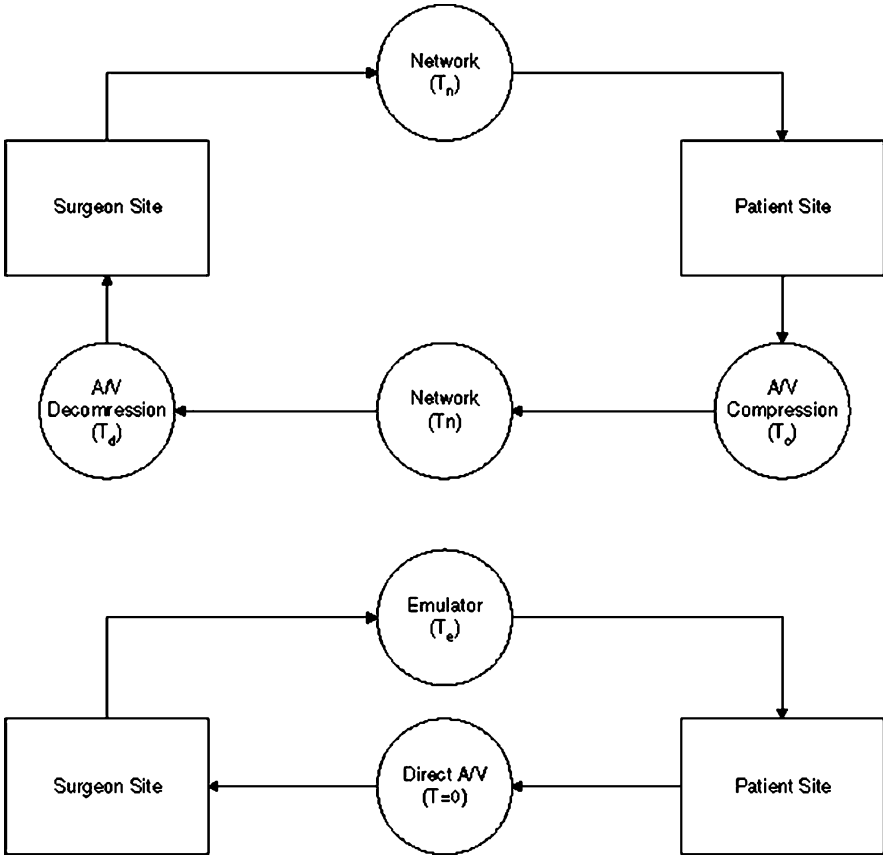 Network
(Tn)
Surgeon Site
Patient Site
A/V
Decomression
(Td)
Network
(Tn)
A/V
Compression
(Tc)
Emulator
(Te)
Surgeon Site
Direct A/V
(T=0)
Patient Site